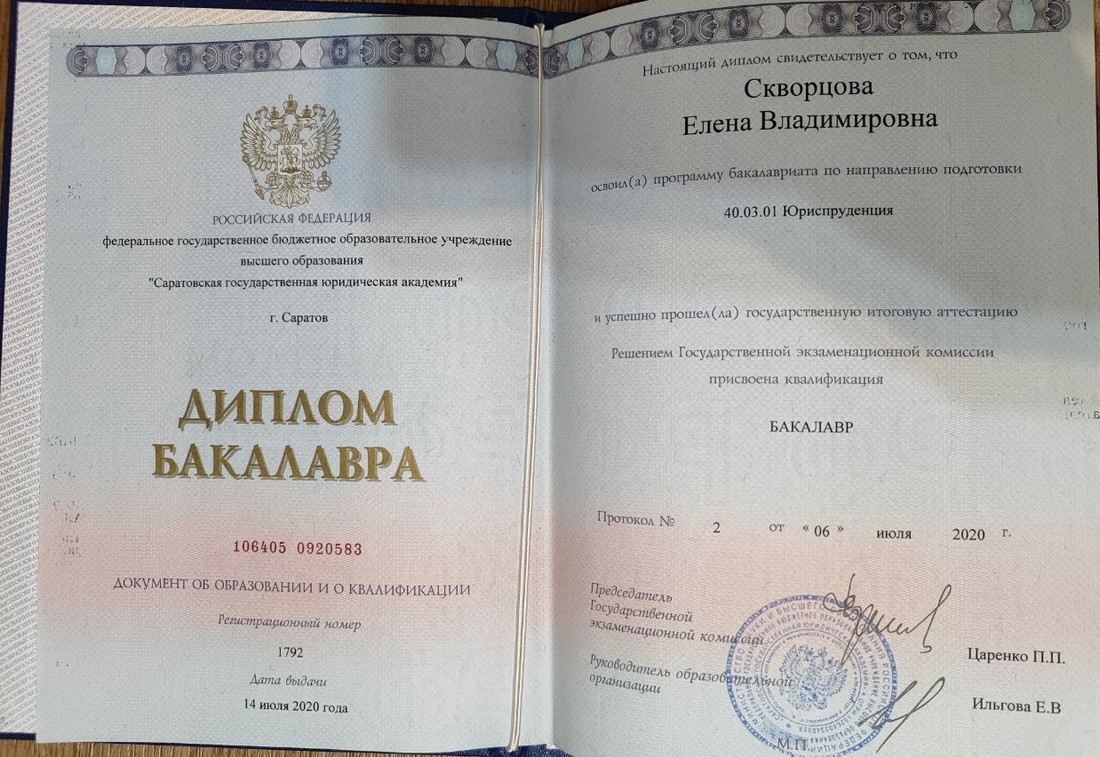 РОССИЙСКАЯ ФЕДЕРАЦИЯ
федеральное государственное бюджетное образовательное учреждение
высшего образования
"Саратовская государственная юридическая академия"
г. Саратов
ДИПЛОМ
БАКАЛАВРА
106405 0920583
ДОКУМЕНТ ОБ ОБРАЗОВАНИИ И О КВАЛИФИКАЦИИ
Регистрационный номер
1792
Дата выдачи
14 июля 2020 года
Настоящий диплом свидетельствует о том, что
Скворцова
Елена Владимировна
освоил(а) программу бакалавриата по направлению подготовки
40.03.01 Юриспруденция
и успешно прошел(ла) государственную итоговую аттестацию
Решением Государственной экзаменационной комиссии
присвоена квалификация
БАКАЛАВР
Протокол № 2 от « 06 » июля 2020 г.
Председатель
Государственной
экзаменационной комиссии
Царенко П.П.
Руководитель образовательной
организации
Ильгова Е.В
М.П.